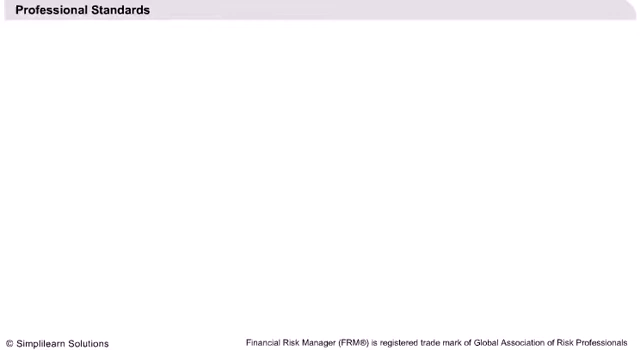 Professional Standards
© Simplilearn Solutions
Financial Risk Manager (FRM®) is registered trade mark of Global Association of Risk Professionals